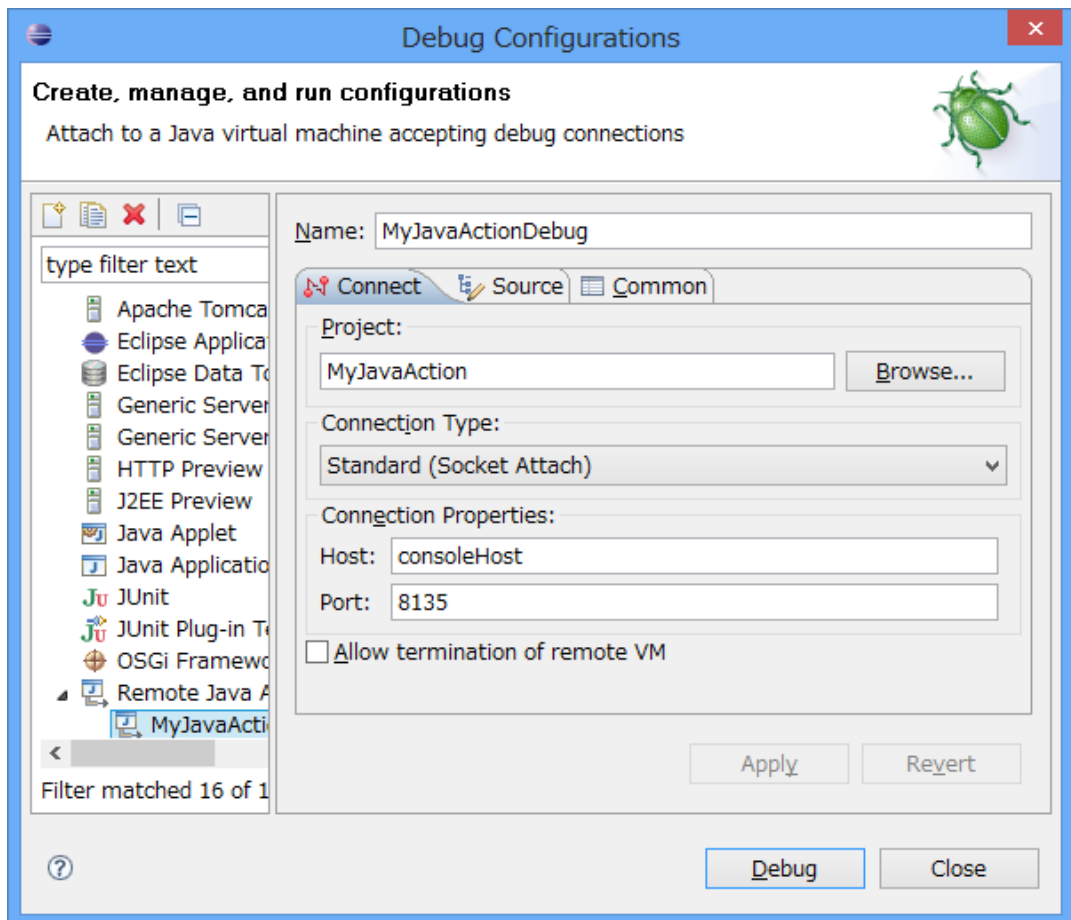 Debug Configurations
Create, manage, and run configurations
Attach to a Java virtual machine accepting debug connections
type filter text
Apache Tomca
Eclipse Applica
Eclipse Data To
Generic Server
Generic Server
HTTP Preview
J2EE Preview
Java Applet
Java Applicatio
JUnit
JUnit Plug-in Te
OSGi Framewo
Remote Java A
MyJavaActi
Filter matched 16 of 1
Name: MyJavaActionDebug
Connect Source Common
Project:
MyJavaAction Browse...
Connection Type:
Standard (Socket Attach)
Connection Properties:
Host: consoleHost
Port: 8135
Allow termination of remote VM
Apply Revert
Debug Close